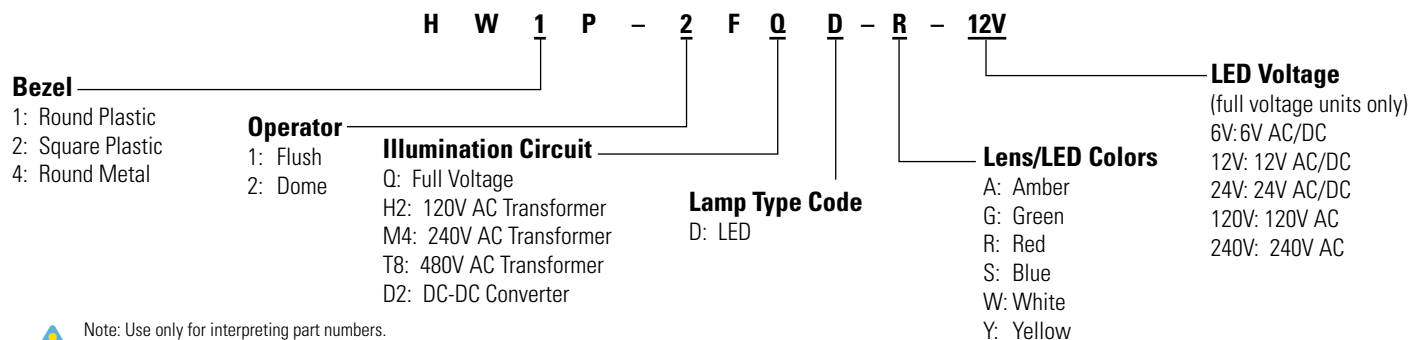 H W 1 P – 2 F Q D – R – 12V
Bezel
1: Round Plastic
2: Square Plastic
4: Round Metal
Operator
1: Flush
2: Dome
Illumination Circuit
Q: Full Voltage
H2: 120V AC Transformer
M4: 240V AC Transformer
T8: 480V AC Transformer
D2: DC-DC Converter
Lamp Type Code
D: LED
Lens/LED Colors
A: Amber
G: Green
R: Red
S: Blue
W: White
Y: Yellow
LED Voltage
(full voltage units only)
6V: 6V AC/DC
12V: 12V AC/DC
24V: 24V AC/DC
120V: 120V AC
240V: 240V AC
Note: Use only for interpreting part numbers.